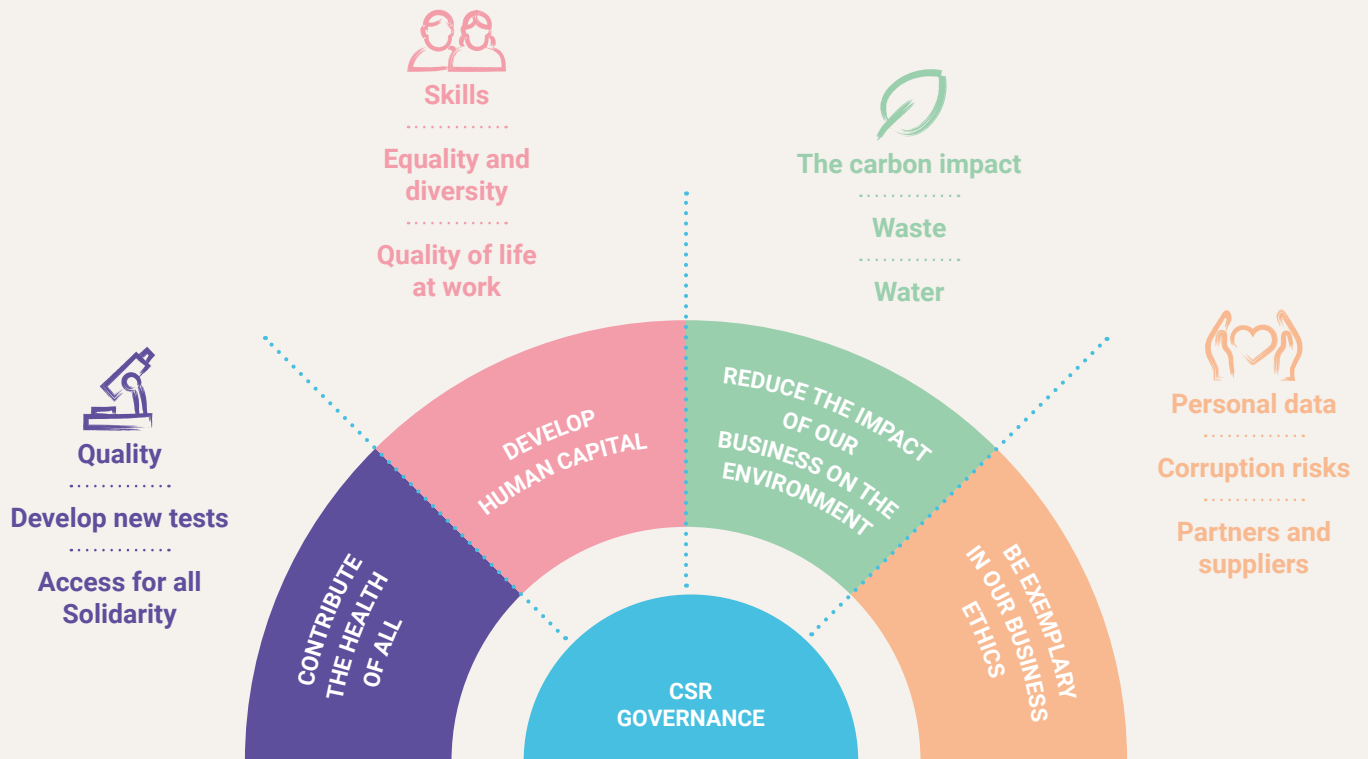 Skills
Equality and
diversity
Quality of life
at work
The carbon impact
Waste
Water
Quality
Develop new tests
Access for all
Solidarity
Personal data
Corruption risks
Partners and
suppliers
CONTRIBUTE
THE HEALTH
OF ALL
DEVELOP
HUMAN CAPITAL
REDUCE THE IMPACT
OF OUR
BUSINESS ON THE
ENVIRONMENT
BE EXEMPLARY
IN OUR BUSINESS
ETHICS
CSR
GOVERNANCE